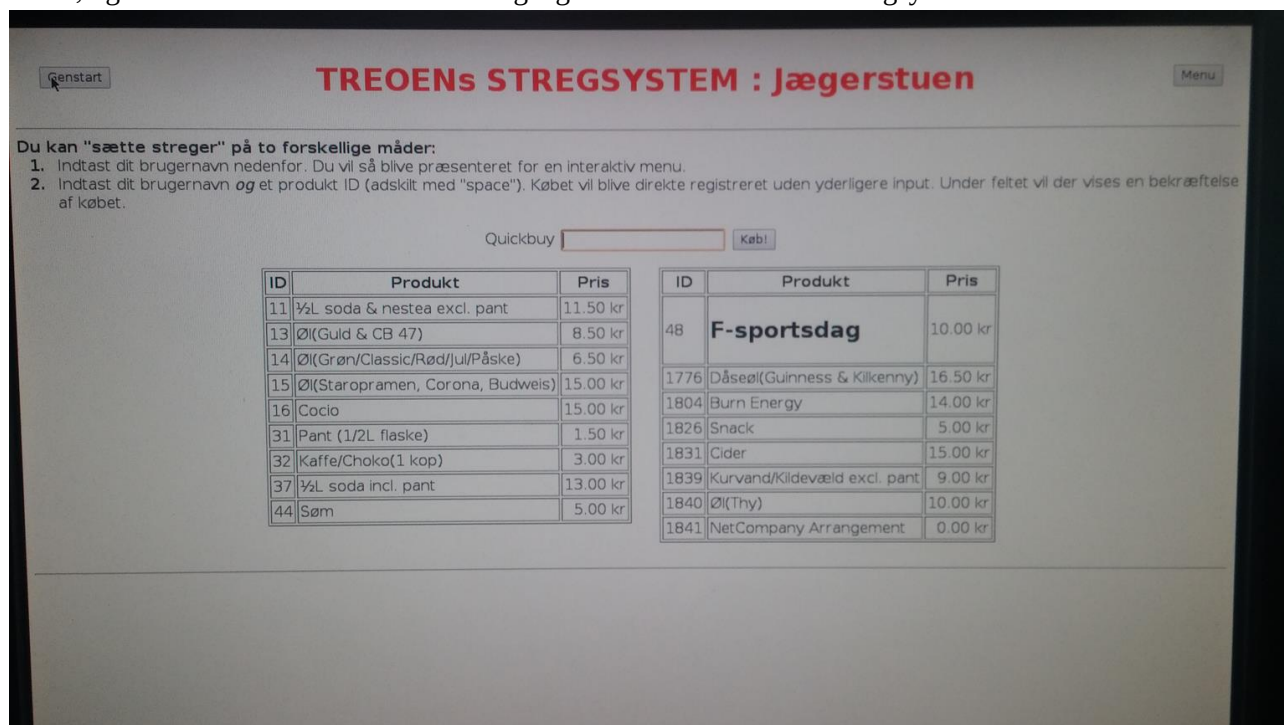 Genstart
TREOENs STREGSYSTEM : Jægerstuen
Menu
Du kan "sætte streger" på to forskellige måder:
1. Indtast dit brugernavn nedenfor. Du vil så blive præsenteret for en interaktiv menu.
2. Indtast dit brugernavn og et produkt ID (adskilt med "space"). Købet vil blive direkte registreret uden yderligere input. Under feltet vil der vises en bekræftelse
af købet.
Quickbuy
Køb!
ID Produkt Pris
11 ½L soda & nestea excl. pant 11.50 kr
13 Øl(Guld & CB 47) 8.50 kr
14 Øl(Grøn/Classic/Rød/Jul/Påske) 6.50 kr
15 Øl(Staropramen, Corona, Budweis) 15.00 kr
16 Cocio 15.00 kr
31 Pant (1/2L flaske) 1.50 kr
32 Kaffe/Choko(1 kop) 3.00 kr
37 ½L soda incl. pant 13.00 kr
44 Søm 5.00 kr
ID Produkt Pris
48 F-sportsdag 10.00 kr
1776 Dåseøl(Guinness & Kilkenny) 16.50 kr
1804 Burn Energy 14.00 kr
1826 Snack 5.00 kr
1831 Cider 15.00 kr
1839 Kurvand/Kildevæld excl. pant 9.00 kr
1840 Øl(Thy) 10.00 kr
1841 NetCompany Arrangement 0.00 kr